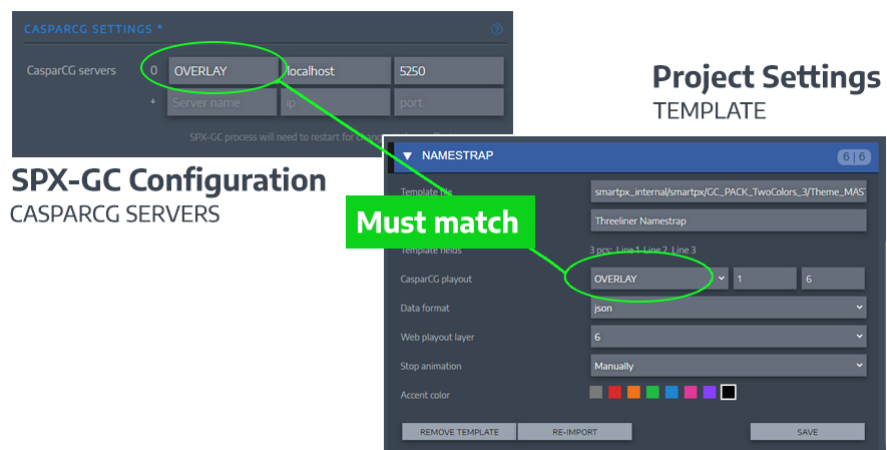 CASPARCG SETTINGS *
CasparCG servers 0 OVERLAY localhost 5250
+ Server name ip port
SPX-GC process will need to restart for
SPX-GC Configuration
CASPARCG SERVERS
Project Settings
TEMPLATE
NAMESTRAP 6 | 6
Template file smartpx_internal/smartpx/GC_PACK_TwoColors_3/Theme_MAS
Threeliner Namestrap
Must match
Template fields 3 pcs: Line 1 Line 2 Line 3
CasparCG playout OVERLAY 1 6
Data format json
Web playout layer 6
Stop animation Manually
Accent color
REMOVE TEMPLATE RE-IMPORT SAVE